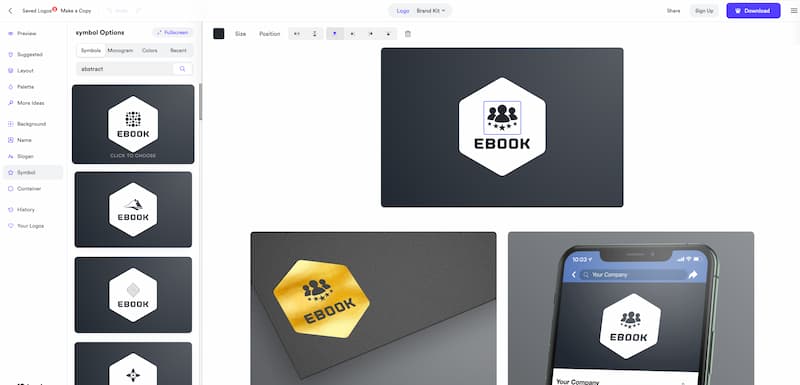 Saved Logos
Make a Copy
Logo
Brand Kit
Share
Sign Up
Download
Preview
Suggested
Layout
Palette
More Ideas
Background
Name
Slogan
Symbol
Container
History
Your Logos
symbol Options
Fullscreen
Symbols
Monogram
Colors
Recent
abstract
EBOOK
CLICK TO CHOOSE
EBOOK
EBOOK
Size
Position
EBOOK
EBOOK
10:03
Your Company
EBOOK
Your Company